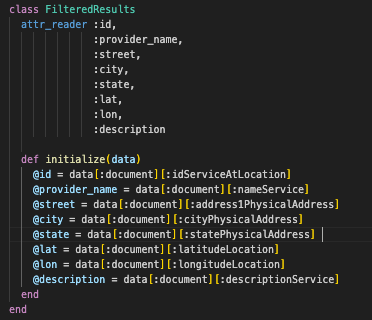 class FilteredResults
  attr_reader :id,
              :provider_name,
              :street,
              :city,
              :state,
              :lat,
              :lon,
              :description

  def initialize(data)
    @id = data[:document][:idServiceAtLocation]
    @provider_name = data[:document][:nameService]
    @street = data[:document][:address1PhysicalAddress]
    @city = data[:document][:cityPhysicalAddress]
    @state = data[:document][:statePhysicalAddress]
    @lat = data[:document][:latitudeLocation]
    @lon = data[:document][:longitudeLocation]
    @description = data[:document][:descriptionService]
  end
end